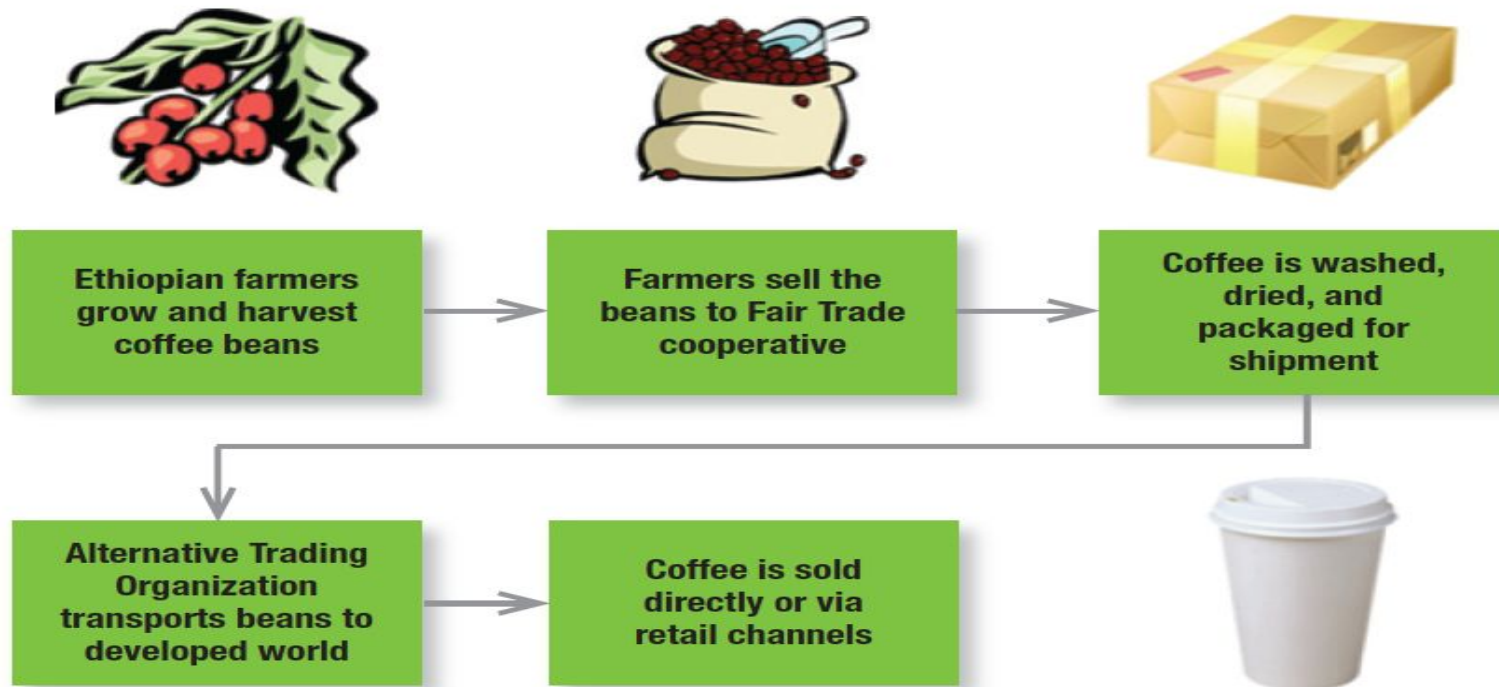 Ethiopian farmers
grow and harvest
coffee beans
Farmers sell the
beans to Fair Trade
cooperative
Coffee is washed,
dried, and
packaged for
shipment
Alternative Trading
Organization
transports beans to
developed world
Coffee is sold
directly or via
retail channels